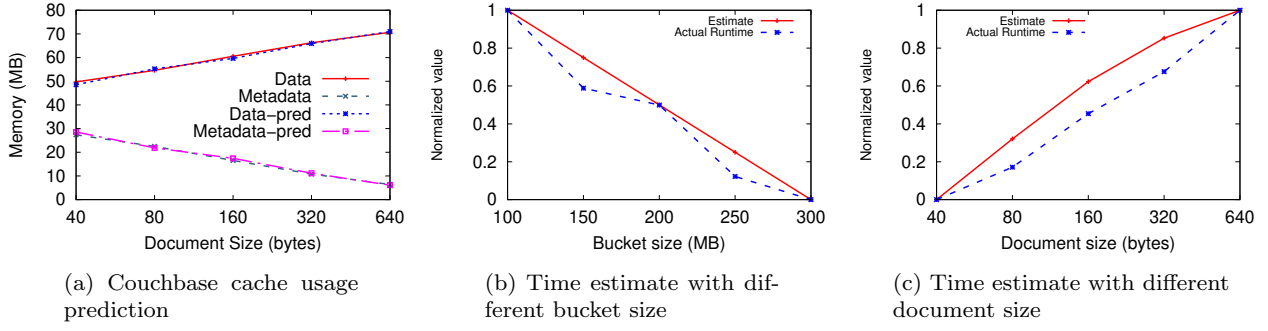 80
70
60
50
40
30
20
10
0
Memory (MB)
Data
Metadata
Data-pred
Metadata-pred
40 80 160 320 640
Document Size (bytes)
(a) Couchbase cache usage
prediction
1
0.8
0.6
0.4
0.2
0
Normalized value
Estimate
Actual Runtime
100 150 200 250 300
Bucket size (MB)
(b) Time estimate with dif-
ferent bucket size
1
0.8
0.6
0.4
0.2
0
Normalized value
Estimate
Actual Runtime
40 80 160 320 640
Document size (bytes)
(c) Time estimate with different
document size